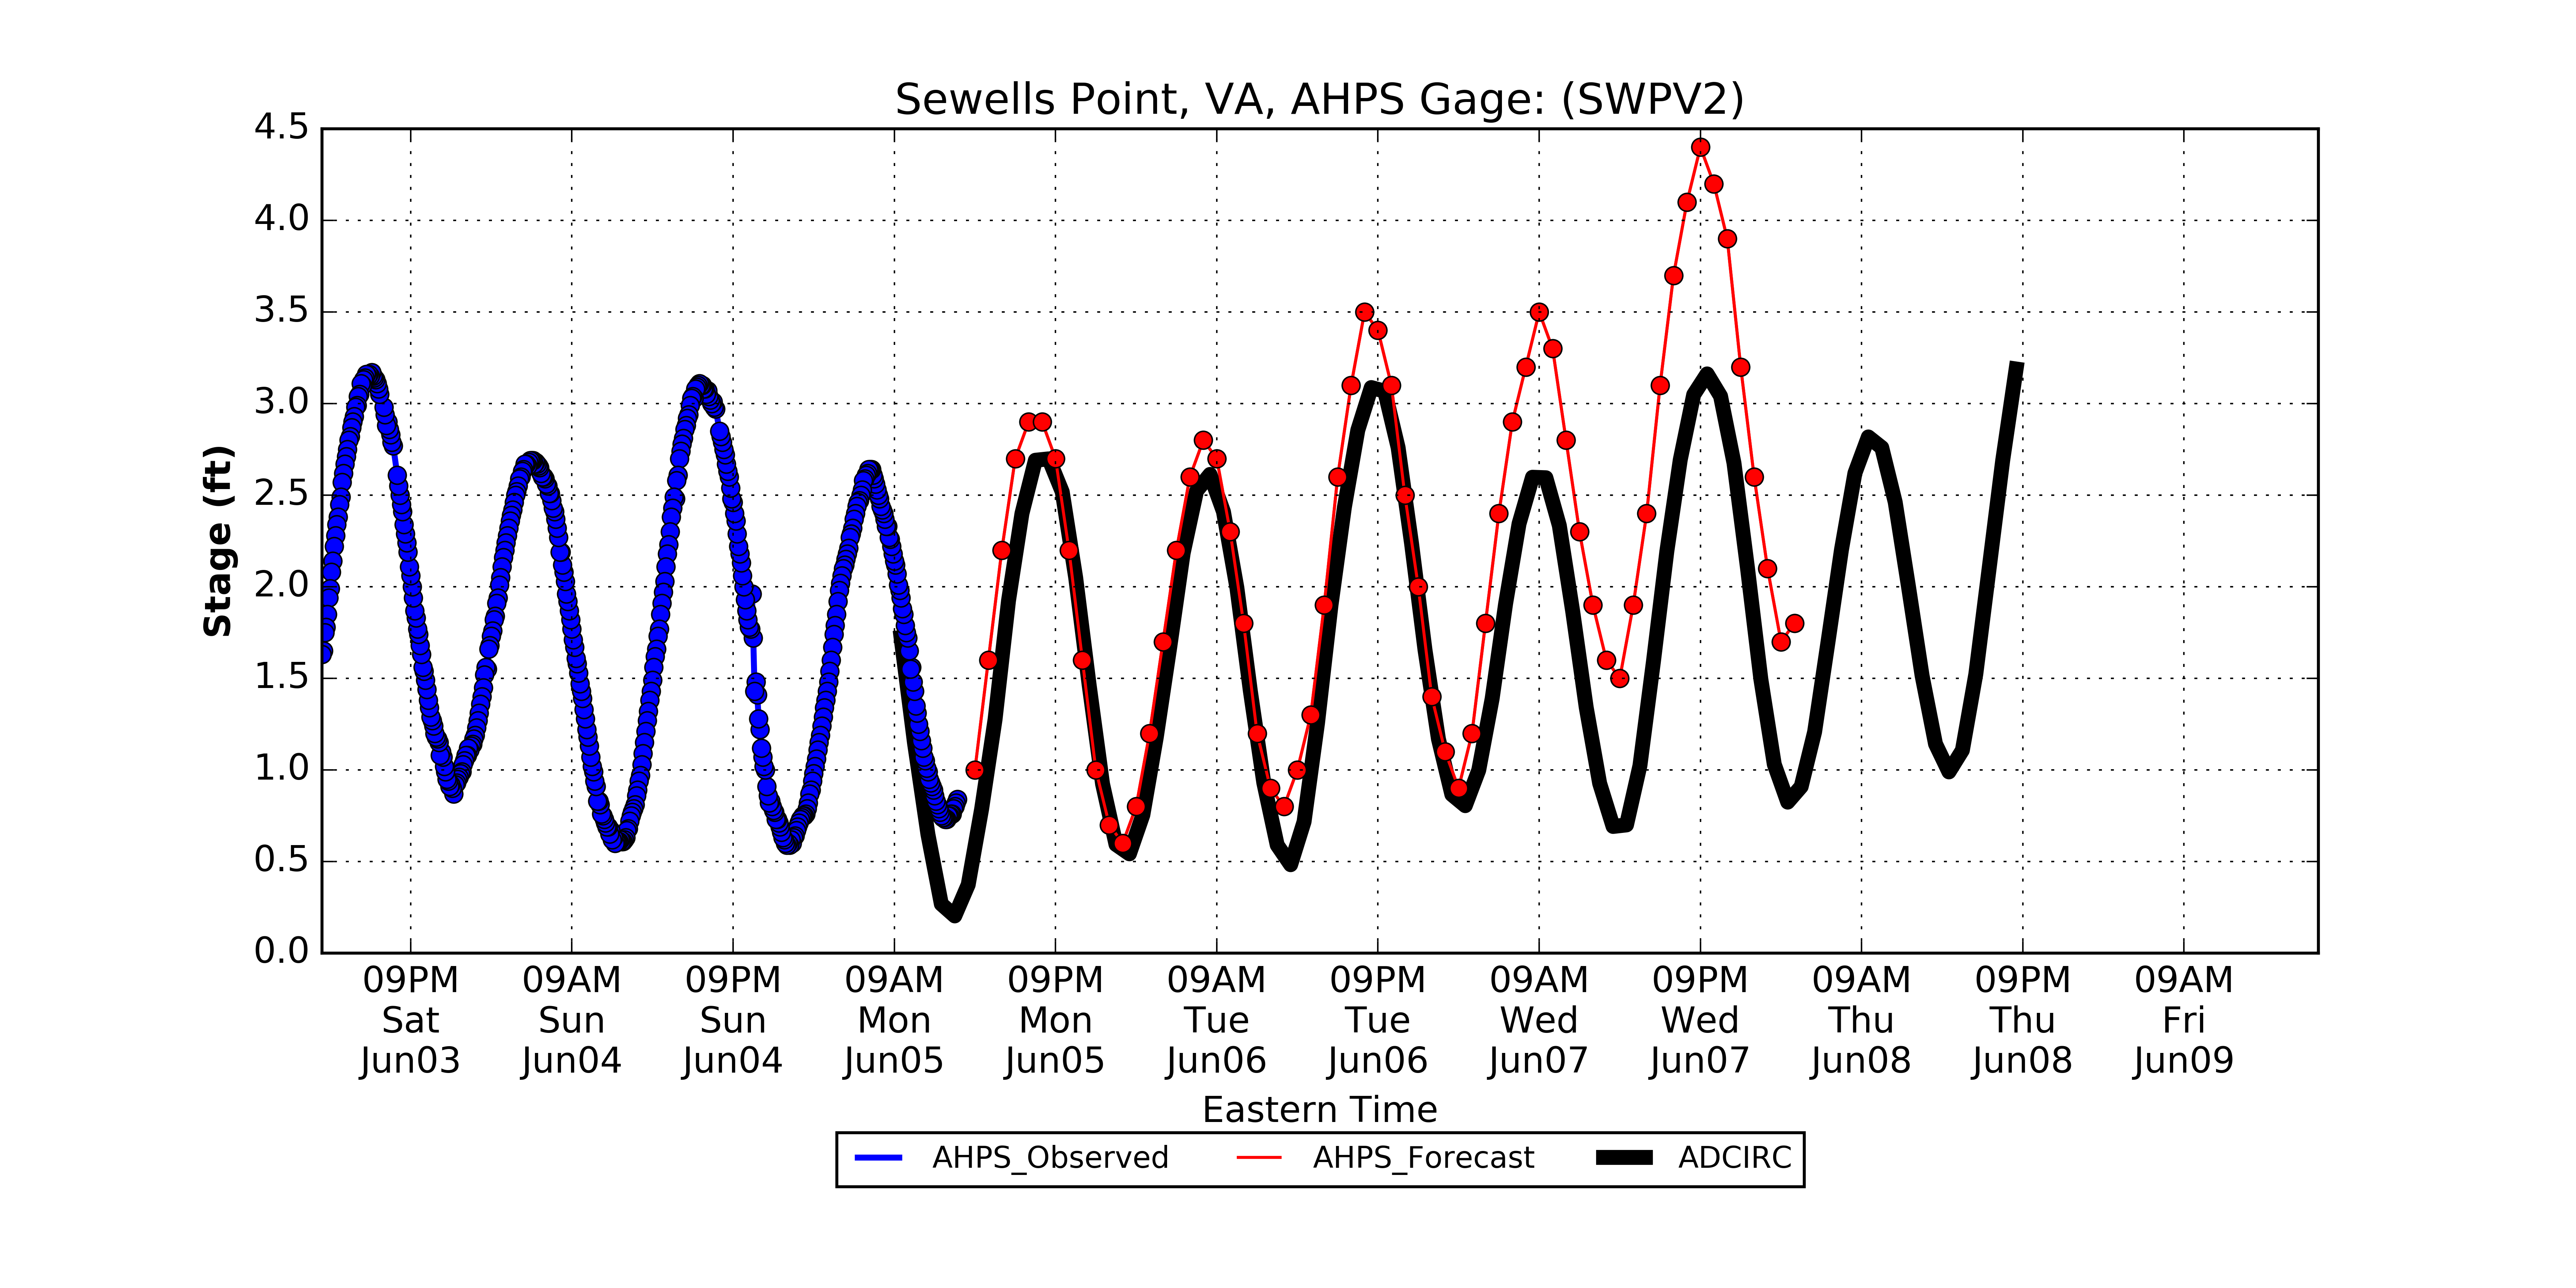 Sewells Point, VA, AHPS Gage: (SWPV2)
4.5
4.0
3.5
3.0
2.5
2.0
1.5
1.0
0.5
0.0
Stage (ft)
09PM 09AM 09PM 09AM 09PM 09AM 09PM 09AM 09PM 09AM 09PM 09AM
Sat Sun Sun Mon Mon Tue Tue Wed Wed Thu Thu Fri
Jun03 Jun04 Jun04 Jun05 Jun05 Jun06 Jun06 Jun07 Jun07 Jun08 Jun08 Jun09
Eastern Time
AHPS_Observed AHPS_Forecast ADCIRC